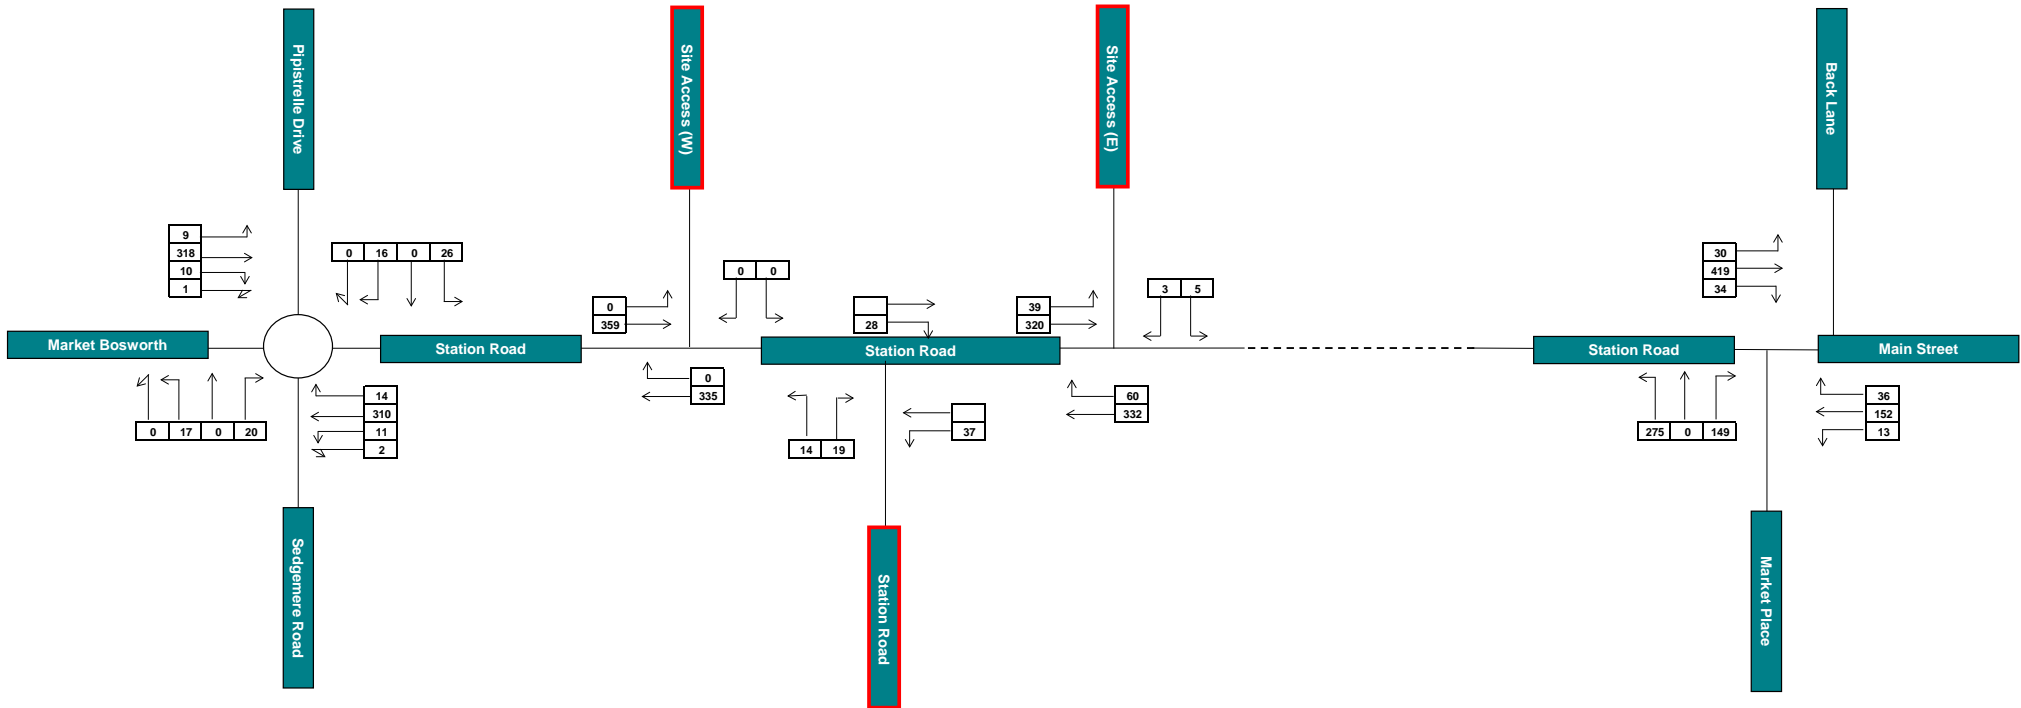 Pipistrelle Drive
Site Access (W)
Site Access (E)
Back Lane
9
318
10
1
0 16 0 26
0 0
0
359
28
39
320
3 5
30
419
34
Market Bosworth
Station Road
Station Road
Station Road
Main Street
0 17 0 20
14
310
11
2
0
335
14 19
37
60
332
275 0 149
36
152
13
Sedgemere Road
Station Road
Market Place